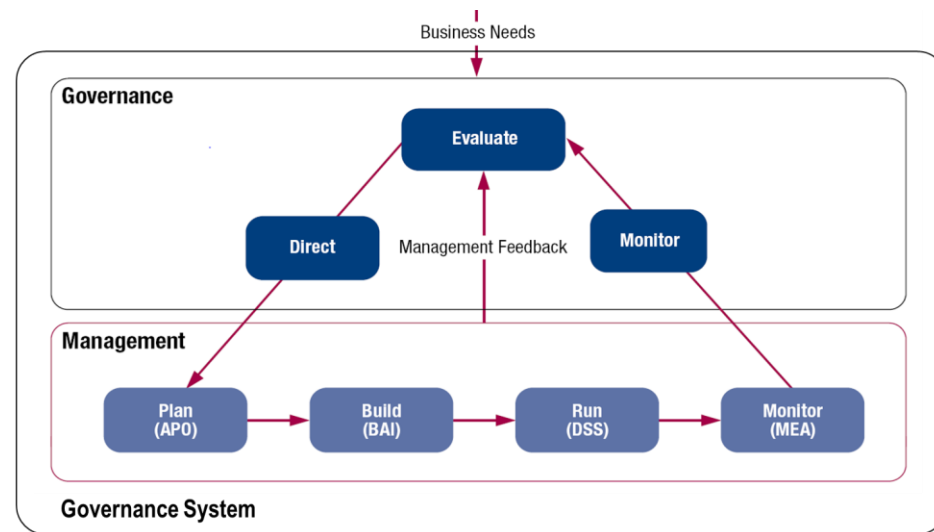 Business Needs
Governance
Evaluate
Direct
Management Feedback
Monitor
Management
Plan
(APO)
Build
(BAI)
Run
(DSS)
Monitor
(MEA)
Governance System